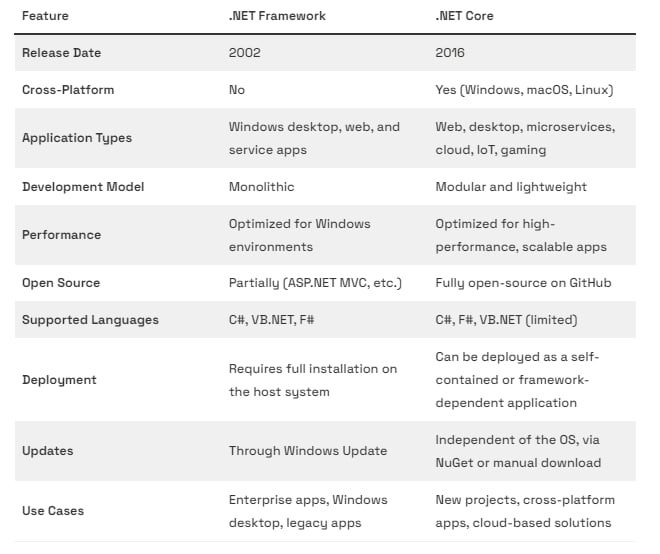 Feature .NET Framework .NET Core
Release Date 2002 2016
Cross-Platform No Yes (Windows, macOS, Linux)
Application Types Windows desktop, web, and service apps Web, desktop, microservices, cloud, IoT, gaming
Development Model Monolithic Modular and lightweight
Performance Optimized for Windows environments Optimized for high-performance, scalable apps
Open Source Partially (ASP.NET MVC, etc.) Fully open-source on GitHub
Supported Languages C#, VB.NET, F# C#, F#, VB.NET (limited)
Deployment Requires full installation on the host system Can be deployed as a self-contained or framework-dependent application
Updates Through Windows Update Independent of the OS, via NuGet or manual download
Use Cases Enterprise apps, Windows desktop, legacy apps New projects, cross-platform apps, cloud-based solutions